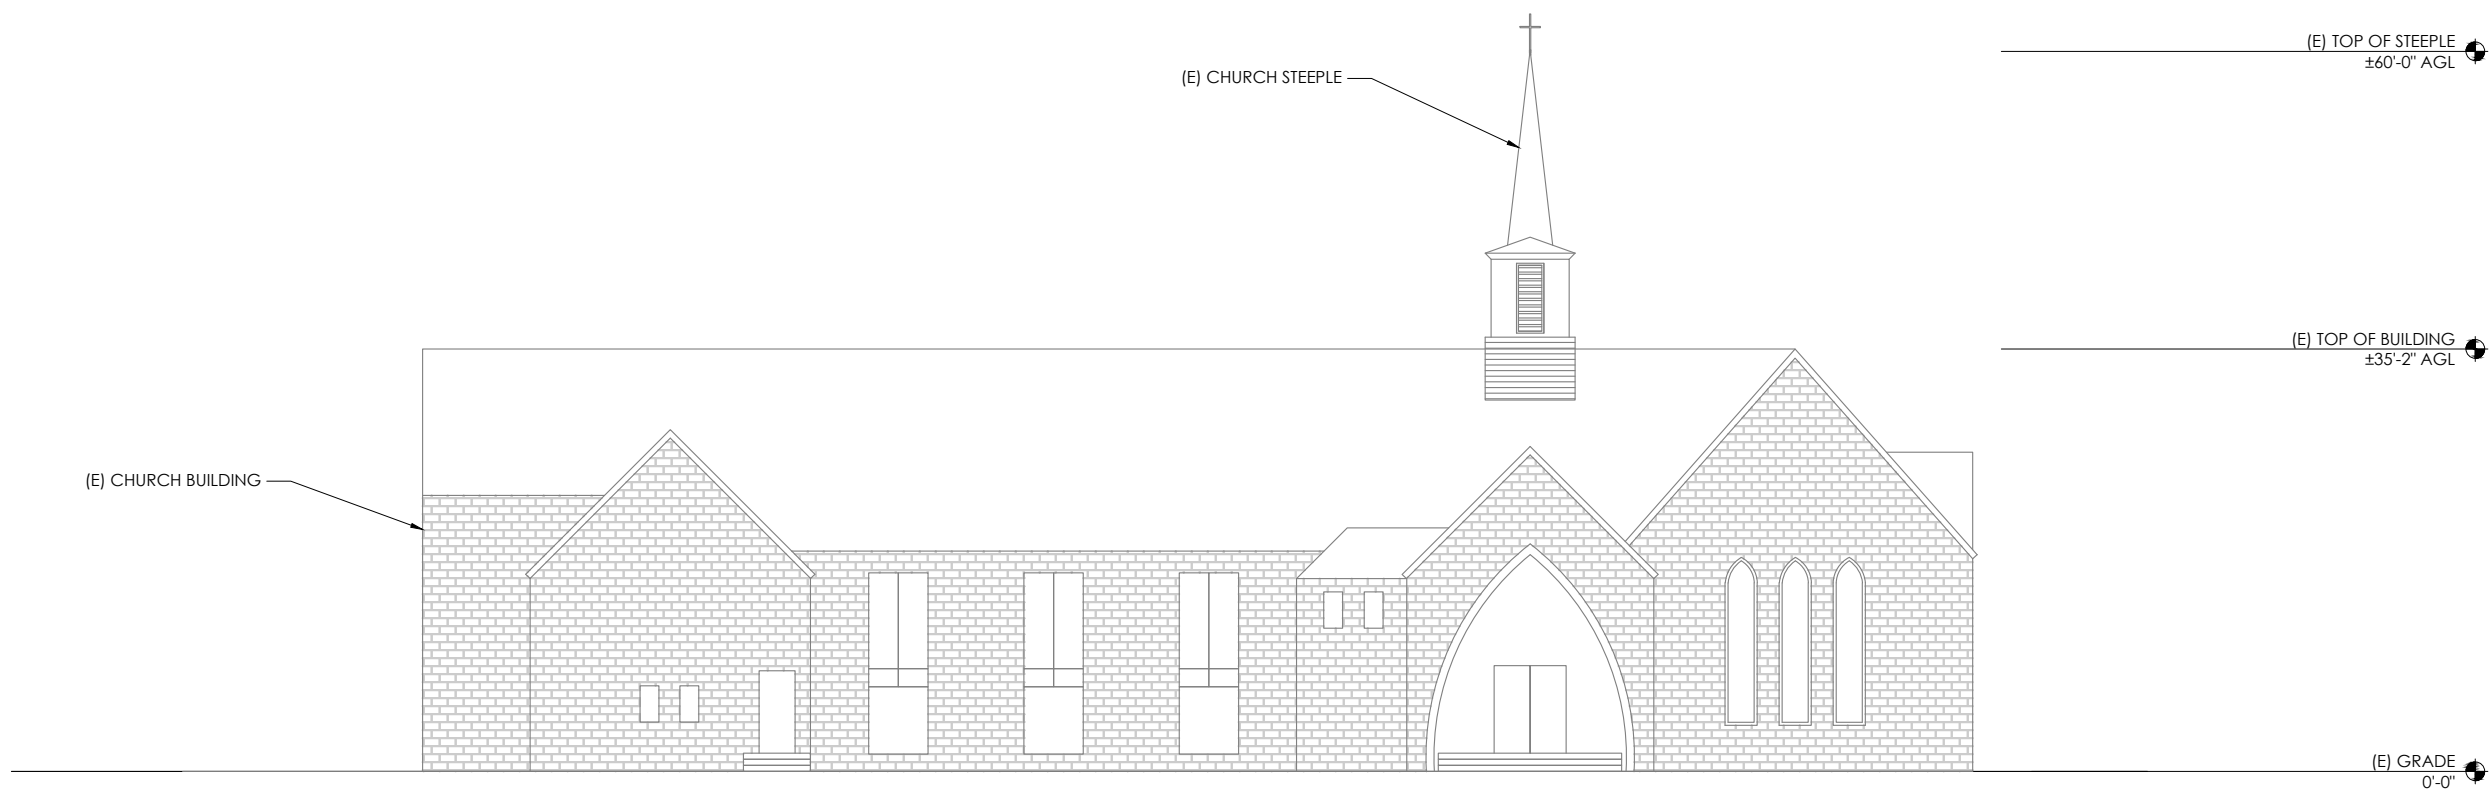 (E) TOP OF STEEPLE
±60'-0" AGL
(E) CHURCH STEEPLE
(E) TOP OF BUILDING
±35'-2" AGL
(E) CHURCH BUILDING
(E) GRADE
0'-0"